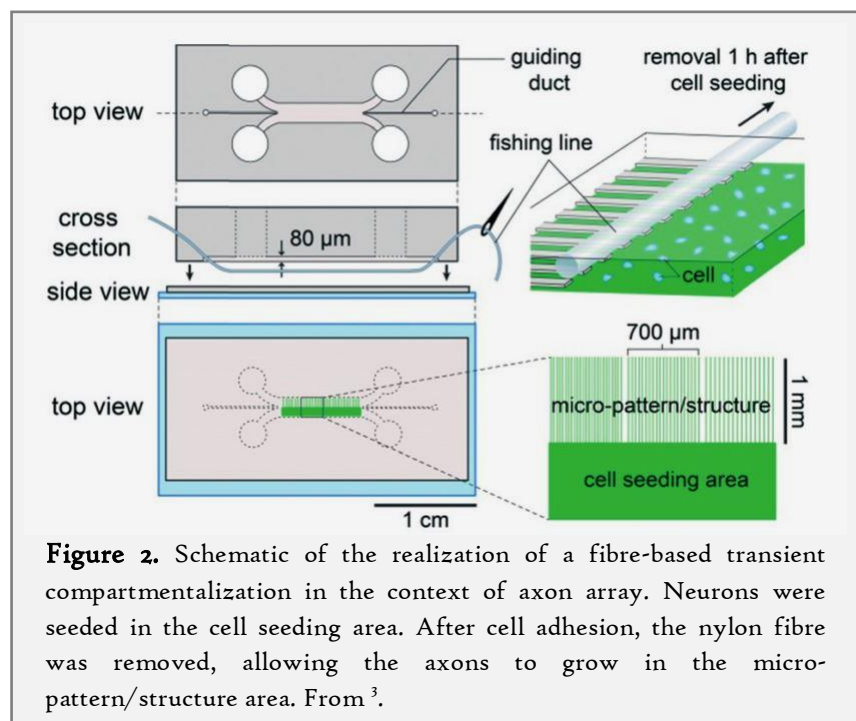 top view
guiding
duct
removal 1 h after
cell seeding
fishing line
cross
section
80 µm
cell
side view
700 µm
top view
micro-pattern/structure
1 mm
cell seeding area
1 cm
Figure 2. Schematic of the realization of a fibre-based transient
compartmentalization in the context of axon array. Neurons were
seeded in the cell seeding area. After cell adhesion, the nylon fibre
was removed, allowing the axons to grow in the micro-
pattern/structure area. From ³.